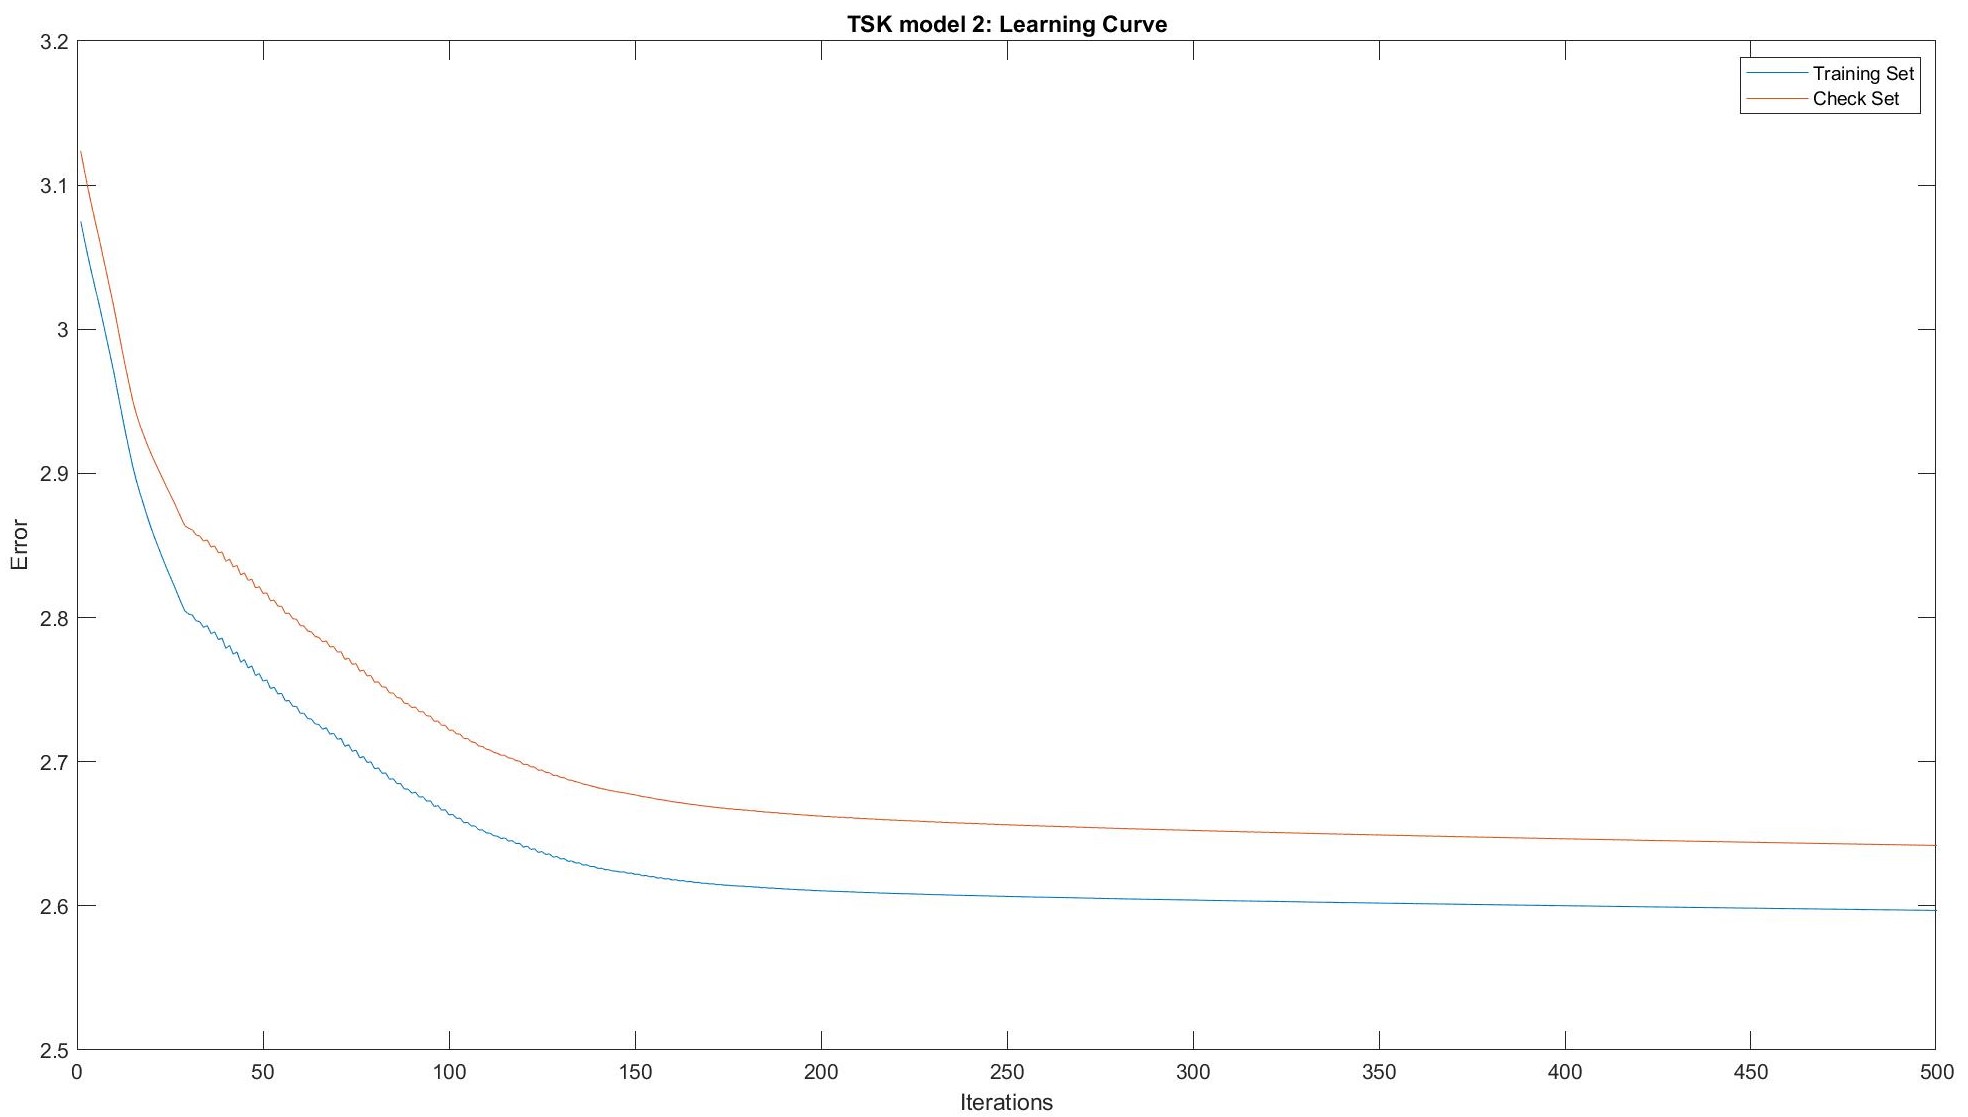 TSK model 2: Learning Curve
3.2
3.1
3
2.9
2.8
2.7
2.6
2.5
Error
Training Set
Check Set
0 50 100 150 200 250 300 350 400 450 500
Iterations